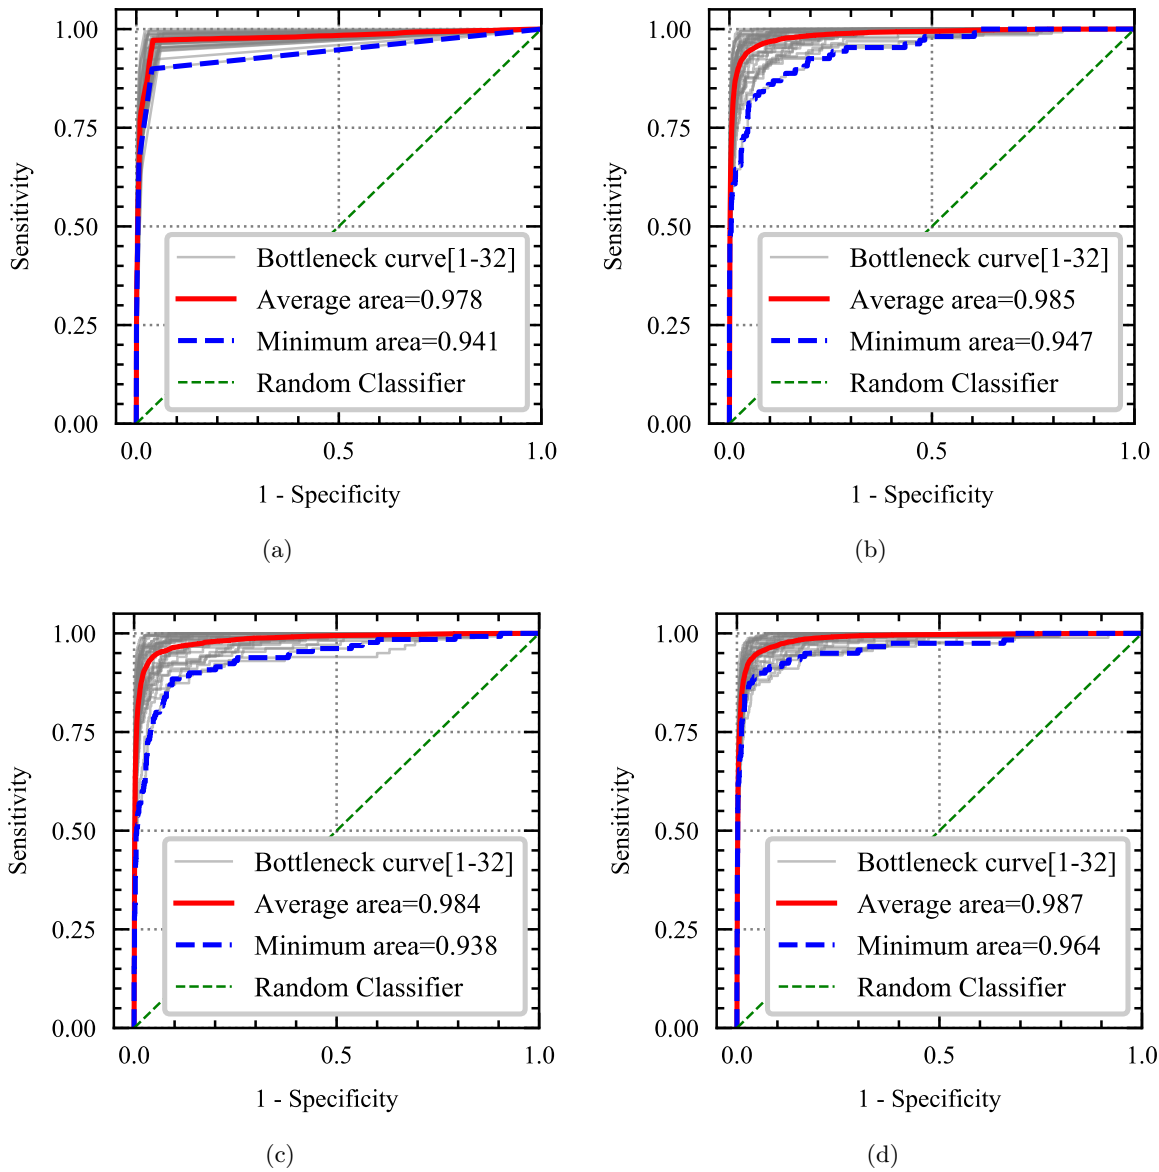 1.00
0.75
0.50
0.25
0.00
Sensitivity
Bottleneck curve[1-32]
Average area=0.978
Minimum area=0.941
Random Classifier
0.0 0.5 1.0
1 - Specificity
(a)
1.00
0.75
0.50
0.25
0.00
Sensitivity
Bottleneck curve[1-32]
Average area=0.985
Minimum area=0.947
Random Classifier
0.0 0.5 1.0
1 - Specificity
(b)
1.00
0.75
0.50
0.25
0.00
Sensitivity
Bottleneck curve[1-32]
Average area=0.984
Minimum area=0.938
Random Classifier
0.0 0.5 1.0
1 - Specificity
(c)
1.00
0.75
0.50
0.25
0.00
Sensitivity
Bottleneck curve[1-32]
Average area=0.987
Minimum area=0.964
Random Classifier
0.0 0.5 1.0
1 - Specificity
(d)